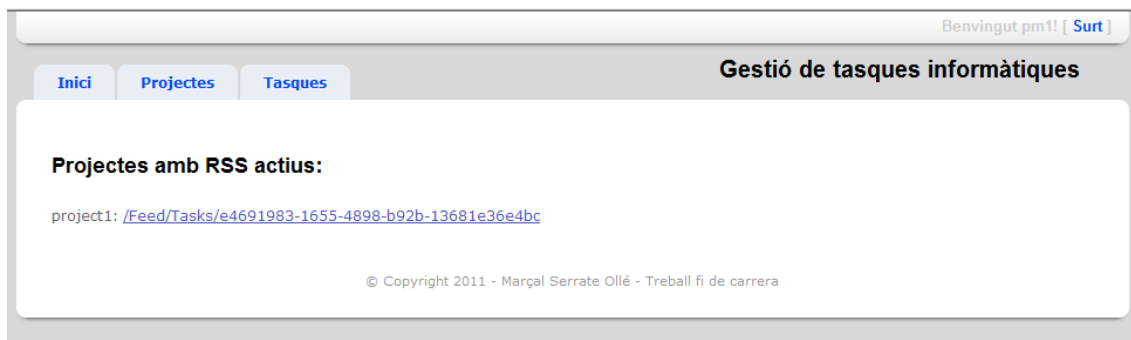 Benvingut pm1! [ Surt ]
Gestió de tasques informàtiques
Inici Projectes Tasques
Projectes amb RSS actius:
project1: /Feed/Tasks/e4691983-1655-4898-b92b-13681e36e4bc
© Copyright 2011 - Marçal Serrate Ollé - Treball fi de carrera